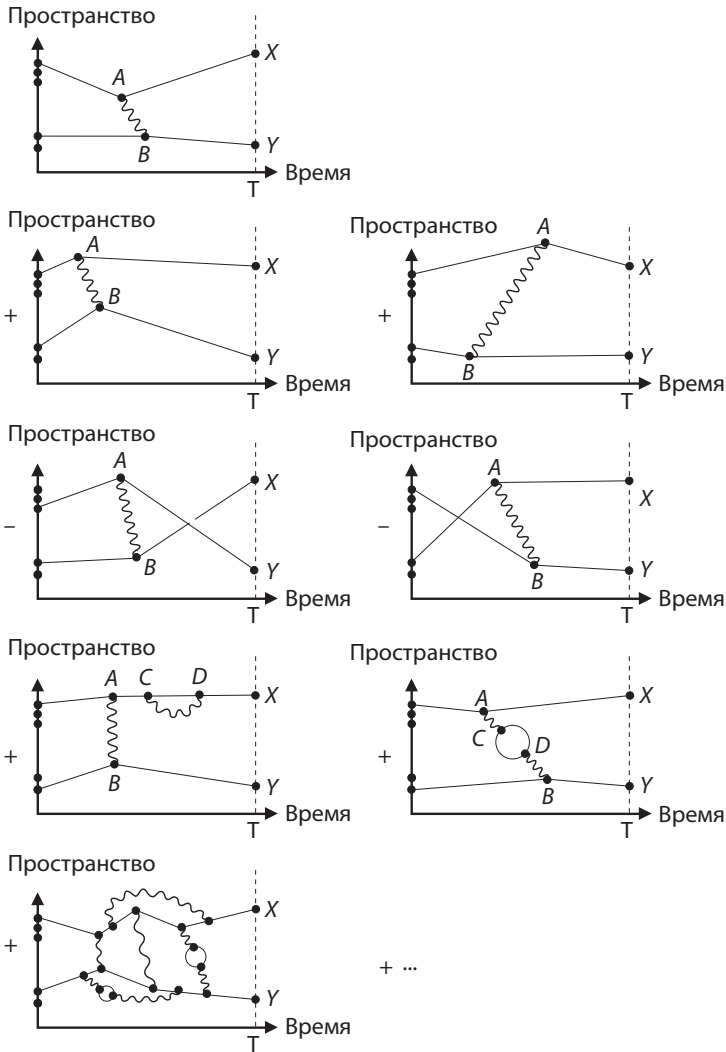 Пространство
A
X
B
Y
T
Время
Пространство
A
X
+
B
Y
T
Время
Пространство
A
X
+
B
Y
T
Время
Пространство
A
X
–
B
Y
T
Время
Пространство
A
X
–
B
Y
T
Время
Пространство
A C D
X
+
B
Y
T
Время
Пространство
A
X
C D
+
B
Y
T
Время
Пространство
X
+
Y
T
Время
+ ...